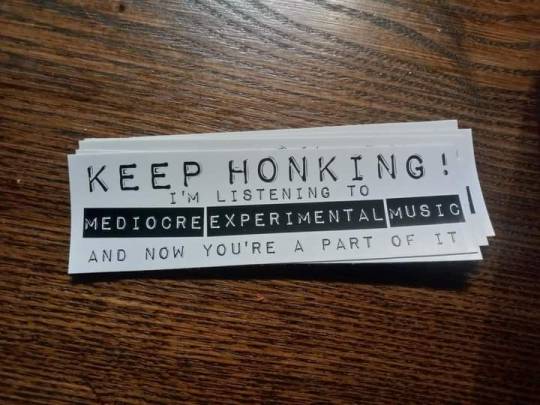 KEEP HONKING!
I'M LISTENING TO
MEDIOCRE EXPERIMENTAL MUSIC
AND NOW YOU'RE A PART OF IT